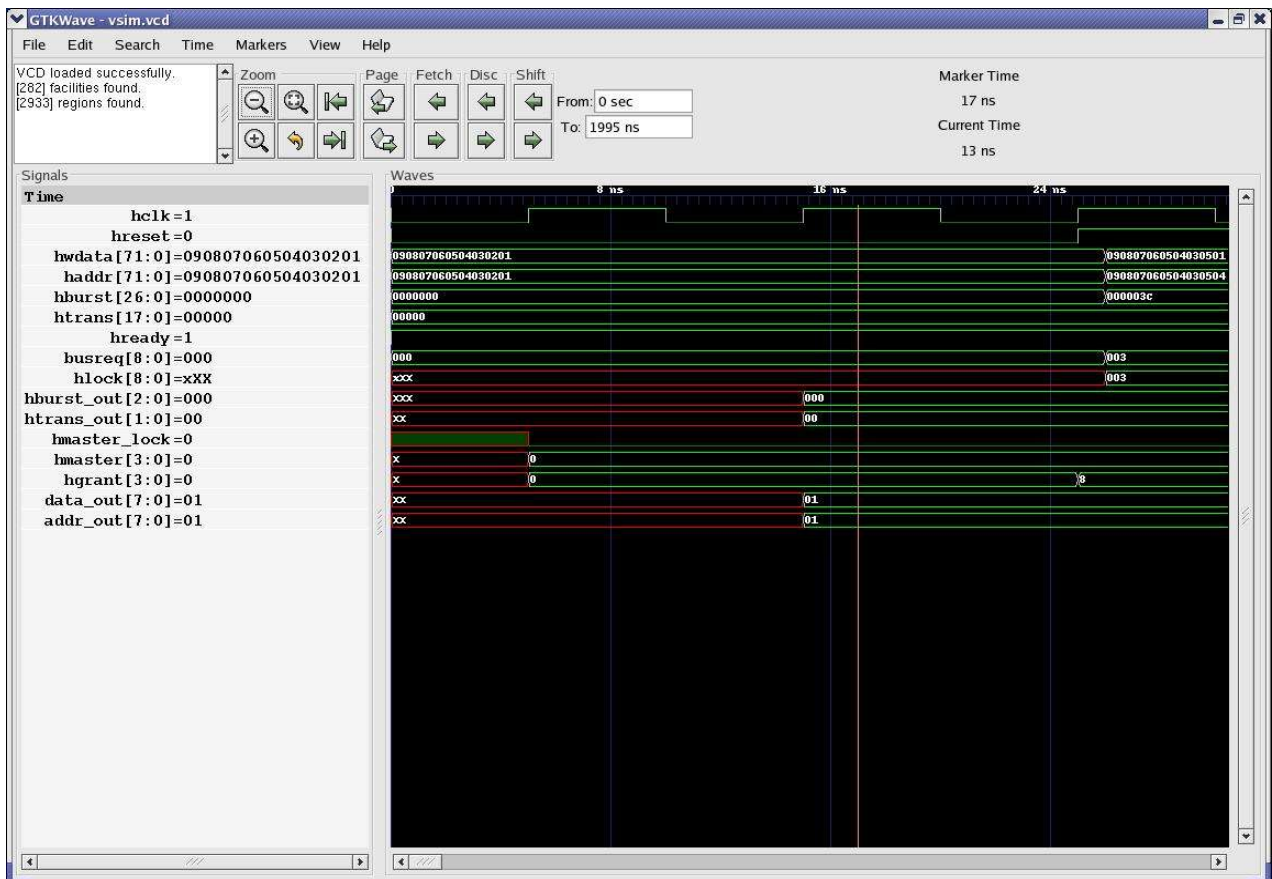 GTKWave - vsim.vcd
File Edit Search Time Markers View Help
VCD loaded successfully.
[282] facilities found.
[2933] regions found.
Zoom
Page
Fetch
Disc
Shift
From: 0 sec
To: 1995 ns
Marker Time
17 ns
Current Time
13 ns
Signals
Time
hclk=1
hreset=0
hwdata[71:0]=090807060504030201
haddr[71:0]=090807060504030201
hburst[26:0]=0000000
htrans[17:0]=00000
hready=1
busreq[8:0]=000
hlock[8:0]=xXX
hburst_out[2:0]=000
htrans_out[1:0]=00
hmaster_lock=0
hmaster[3:0]=0
hgrant[3:0]=0
data_out[7:0]=01
addr_out[7:0]=01
Waves
8 ns 16 ns 24 ns
090807060504030201 090807060504030501
090807060504030201 090807060504030504
0000000 000003c
00000
000 003
xXX 003
xxx 000
xx 00
x 0
x 0 8
xx 01
xx 01